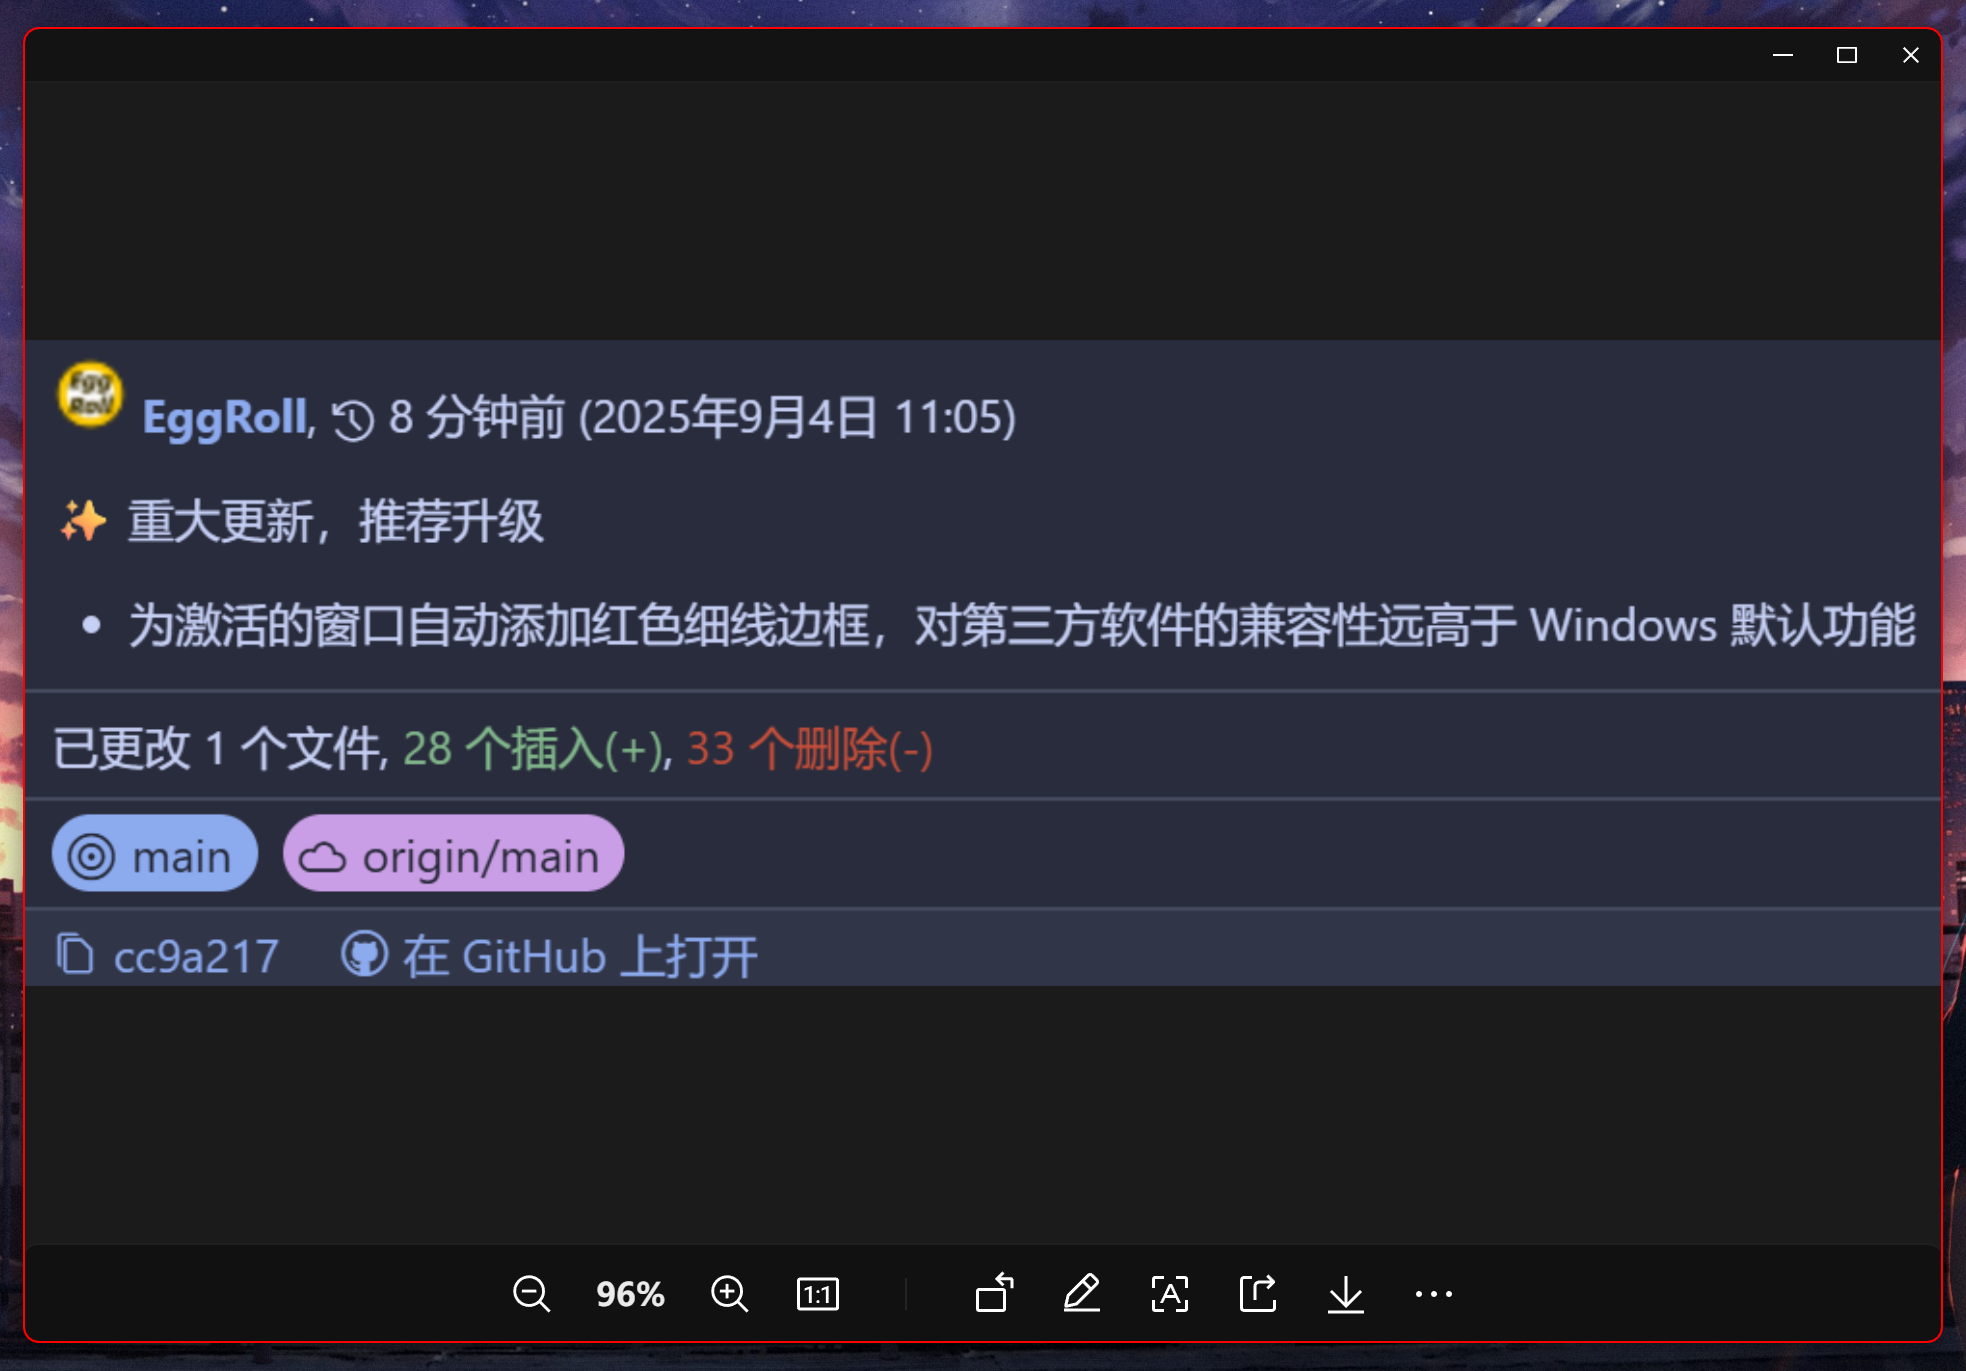 Egg
Roll
EggRoll, 8 分钟前 (2025年9月4日 11:05)
✨ 重大更新，推荐升级
• 为激活的窗口自动添加红色细线边框，对第三方软件的兼容性远高于 Windows 默认功能
已更改 1 个文件, 28 个插入(+), 33 个删除(-)
main origin/main
cc9a217 在 GitHub 上打开
96% 1:1 A